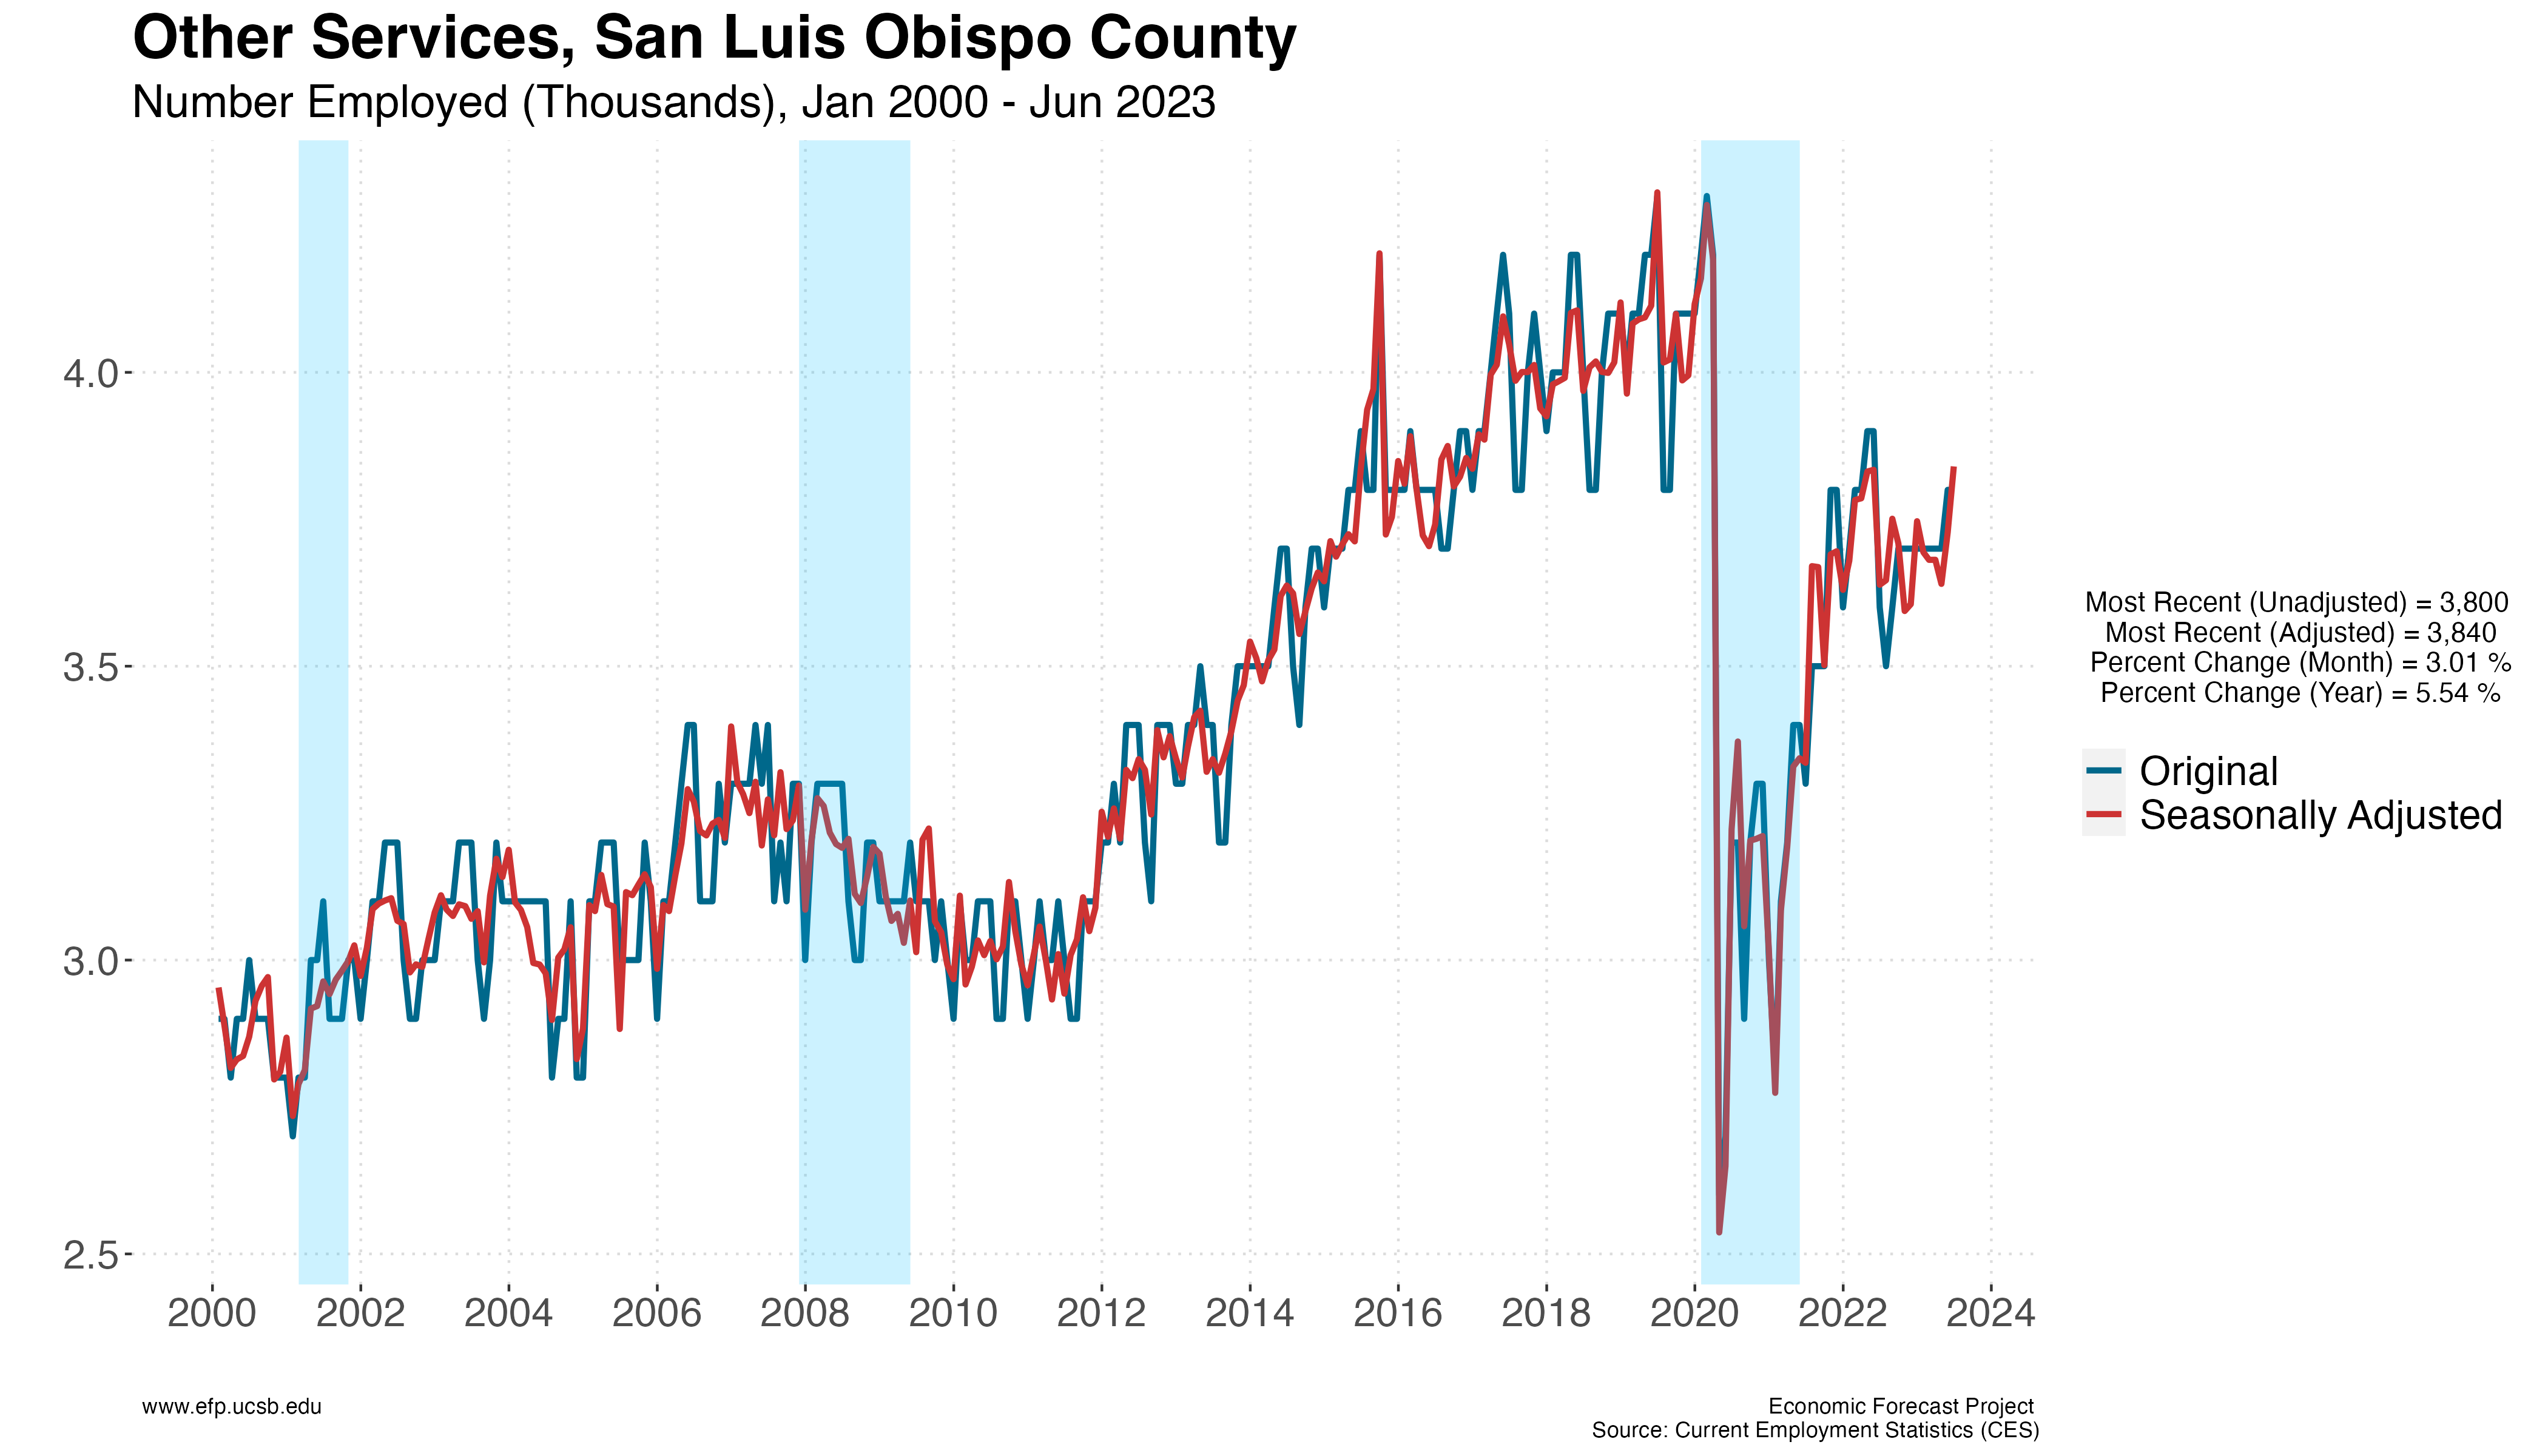 Other Services, San Luis Obispo County
Number Employed (Thousands), Jan 2000 - Jun 2023
4.0
3.5
3.0
2.5
2000 2002 2004 2006 2008 2010 2012 2014 2016 2018 2020 2022 2024
Most Recent (Unadjusted) = 3,800
Most Recent (Adjusted) = 3,840
Percent Change (Month) = 3.01 %
Percent Change (Year) = 5.54 %
Original
Seasonally Adjusted
www.efp.ucsb.edu
Economic Forecast Project
Source: Current Employment Statistics (CES)